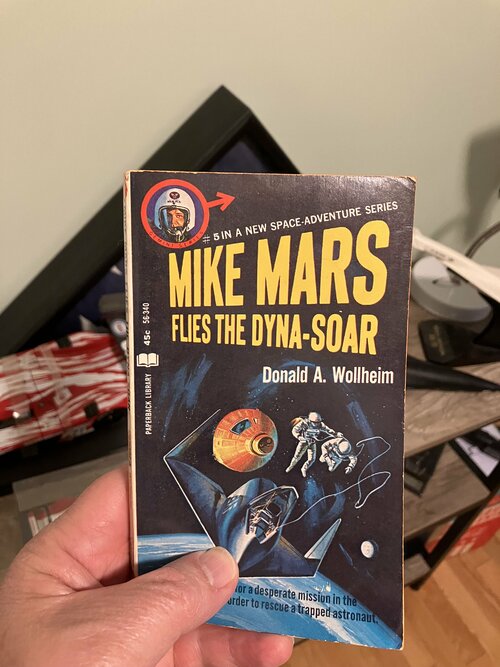 #5 IN A NEW SPACE-ADVENTURE SERIES
MIKE MARS
FLIES THE DYNA-SOAR
Donald A. Wollheim
45c 56-340
PAPERBACK LIBRARY
for a desperate mission in the
order to rescue a trapped astronaut.